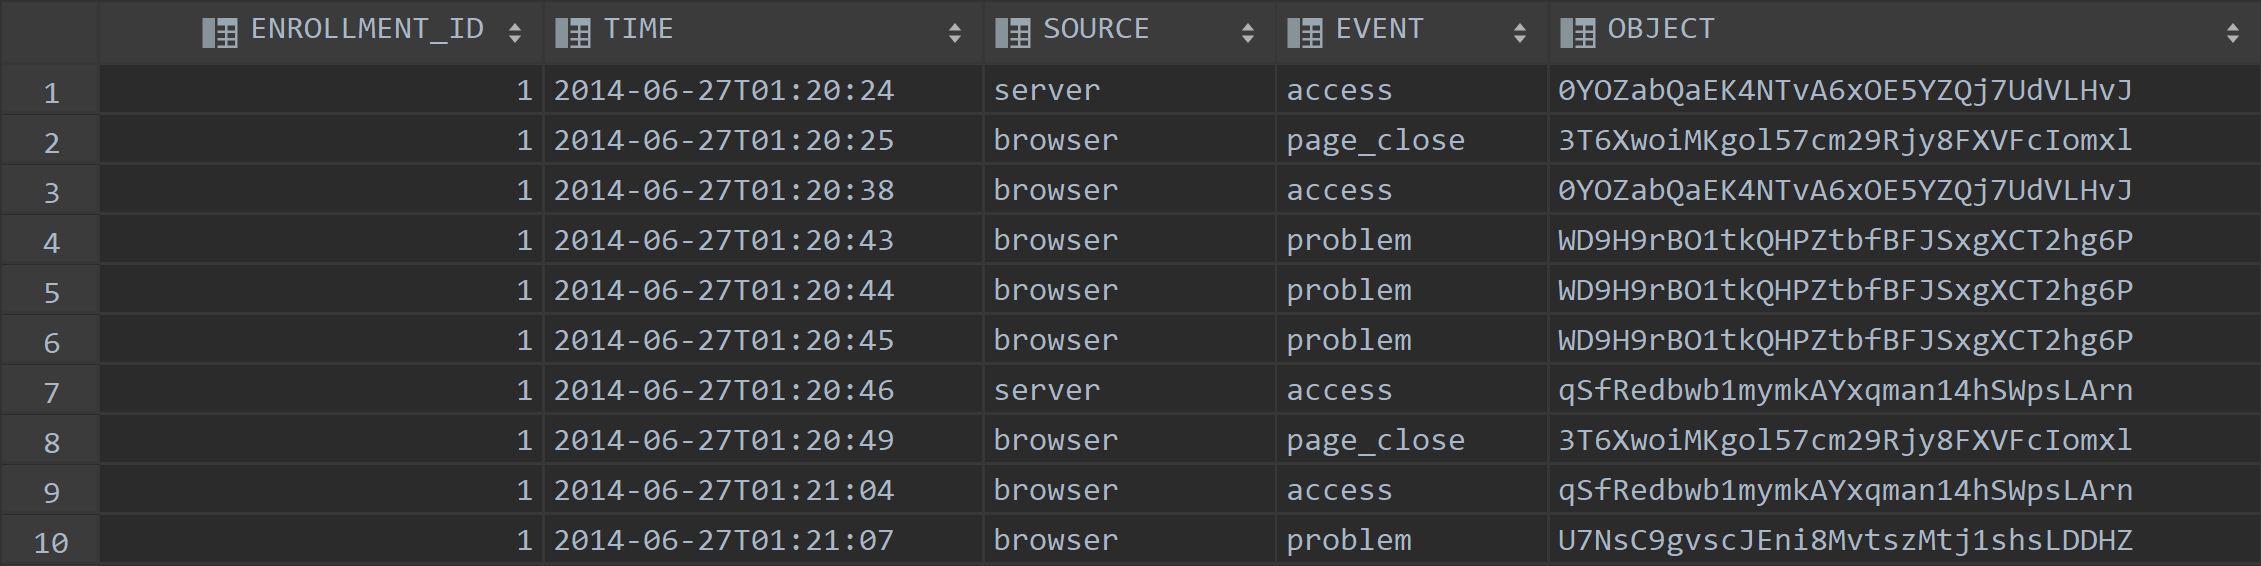 ENROLLMENT_ID TIME SOURCE EVENT OBJECT
1 1 2014-06-27T01:20:24 server access 0YOZabQaEK4NTvA6xOE5YZQj7UdVLHvJ
2 1 2014-06-27T01:20:25 browser page_close 3T6XwoiMKgol57cm29Rjy8FXVFcIomxl
3 1 2014-06-27T01:20:38 browser access 0YOZabQaEK4NTvA6xOE5YZQj7UdVLHvJ
4 1 2014-06-27T01:20:43 browser problem WD9H9rBO1tkQHPZtbfBFJSxgXCT2hg6P
5 1 2014-06-27T01:20:44 browser problem WD9H9rBO1tkQHPZtbfBFJSxgXCT2hg6P
6 1 2014-06-27T01:20:45 browser problem WD9H9rBO1tkQHPZtbfBFJSxgXCT2hg6P
7 1 2014-06-27T01:20:46 server access qSfRedbwb1mymkAYxqman14hSWpsLArn
8 1 2014-06-27T01:20:49 browser page_close 3T6XwoiMKgol57cm29Rjy8FXVFcIomxl
9 1 2014-06-27T01:21:04 browser access qSfRedbwb1mymkAYxqman14hSWpsLArn
10 1 2014-06-27T01:21:07 browser problem U7NsC9gvscJEni8MvtszMtj1shsLDDHZ